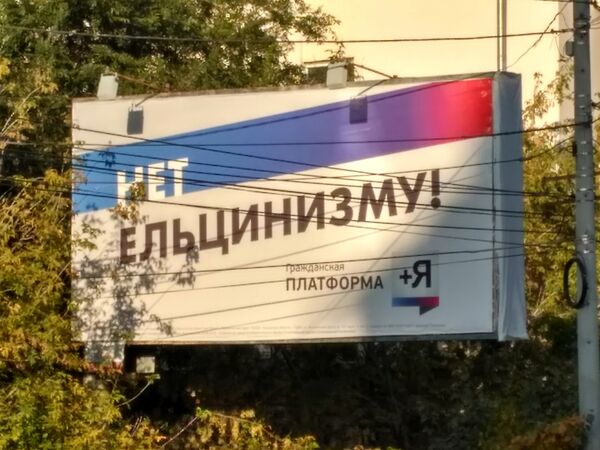 НЕТ
ЕЛЬЦИНИЗМУ!
Гражданская
ПЛАТФОРМА
+Я